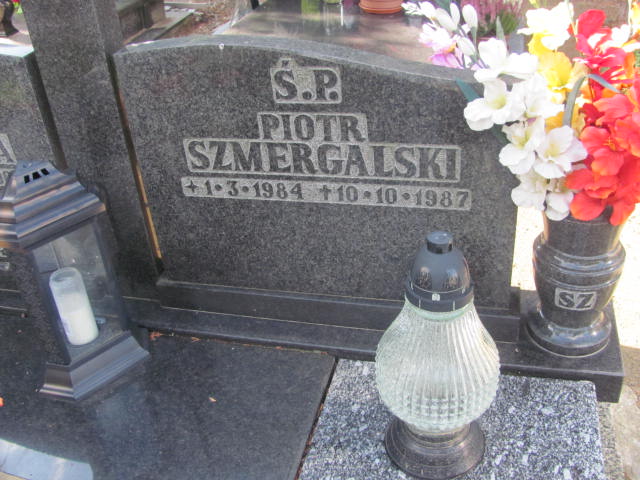 Ś.P.
PIOTR
SZMERGALSKI
+1·3·1984 †10·10·1987
SZ